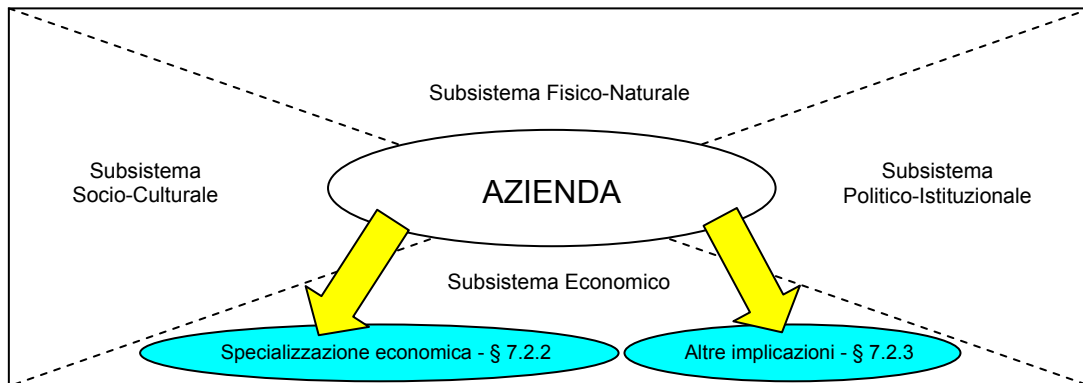 Subsistema Fisico-Naturale
Subsistema
Socio-Culturale
AZIENDA
Subsistema
Politico-Istituzionale
Subsistema Economico
Specializzazione economica - § 7.2.2
Altre implicazioni - § 7.2.3